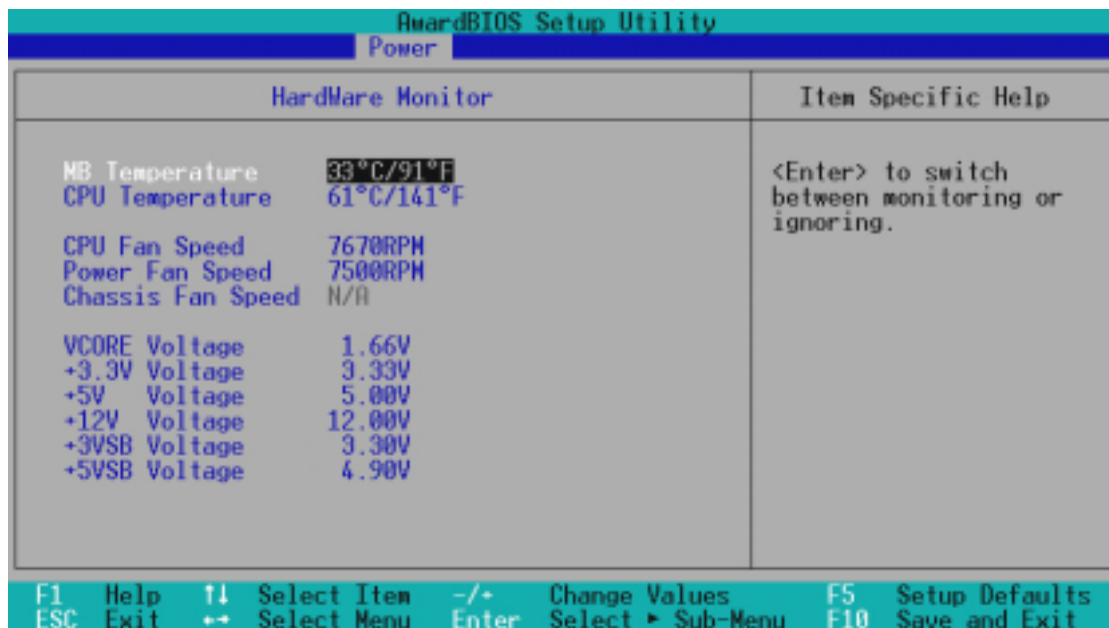 AwardBIOS Setup Utility
Power
HardWare Monitor
Item Specific Help
MB Temperature 33°C/91°F
CPU Temperature 61°C/141°F
CPU Fan Speed 7670RPM
Power Fan Speed 7500RPM
Chassis Fan Speed N/A
VCORE Voltage 1.66V
+3.3V Voltage 3.33V
+5V Voltage 5.00V
+12V Voltage 12.00V
+3VSB Voltage 3.30V
+5VSB Voltage 4.90V
<Enter> to switch
between monitoring or
ignoring.
F1 Help ↑↓ Select Item -/+ Change Values F5 Setup Defaults
ESC Exit ←→ Select Menu Enter Select ► Sub-Menu F10 Save and Exit